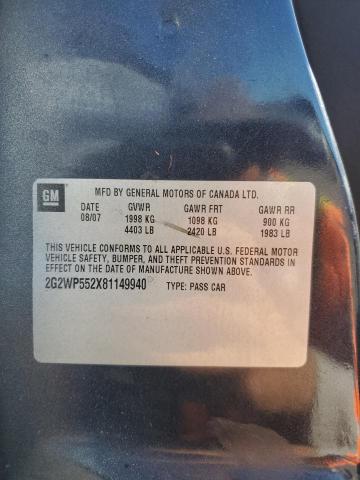 GM
MFD BY GENERAL MOTORS OF CANADA LTD.
DATE GVWR GAWR FRT GAWR RR
08/07 1998 KG 1098 KG 900 KG
4403 LB 2420 LB 1983 LB
THIS VEHICLE CONFORMS TO ALL APPLICABLE U.S. FEDERAL MOTOR
VEHICLE SAFETY, BUMPER, AND THEFT PREVENTION STANDARDS IN
EFFECT ON THE DATE OF MANUFACTURE SHOWN ABOVE.
2G2WP552X81149940 TYPE: PASS CAR